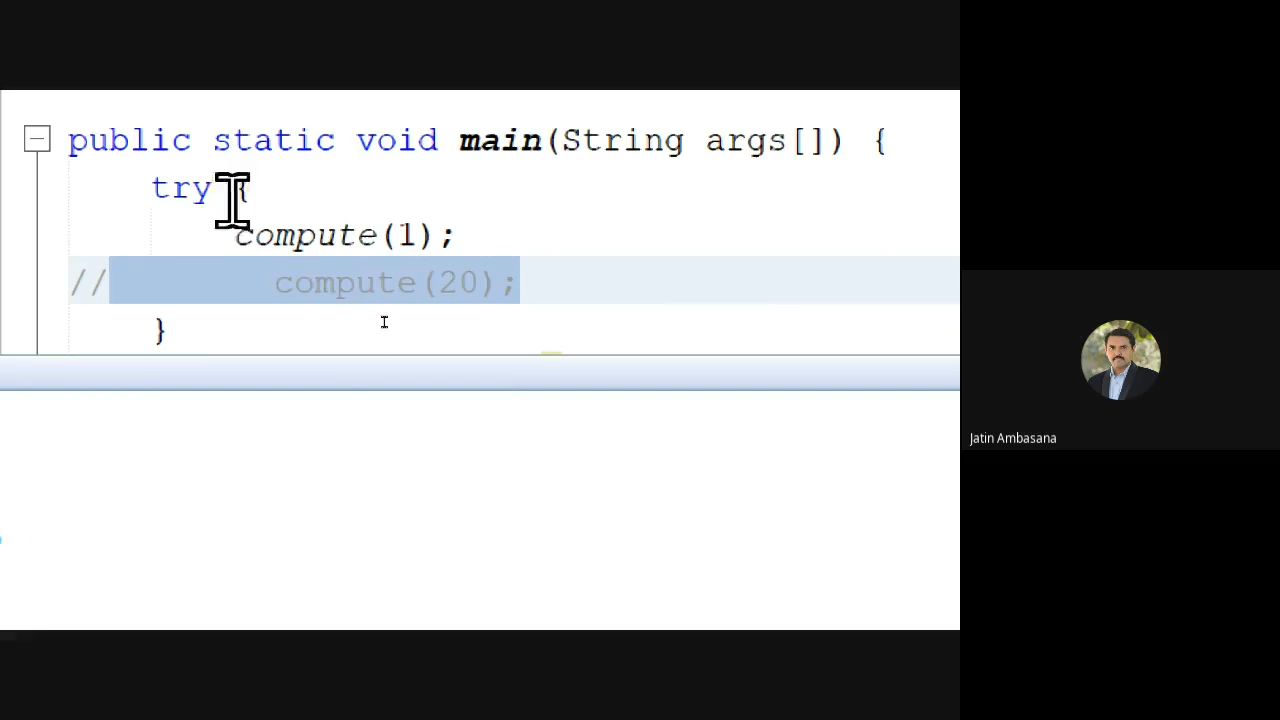 public static void main(String args[]) {
try {
compute(1);
// compute(20);
}
Jatin Ambasana